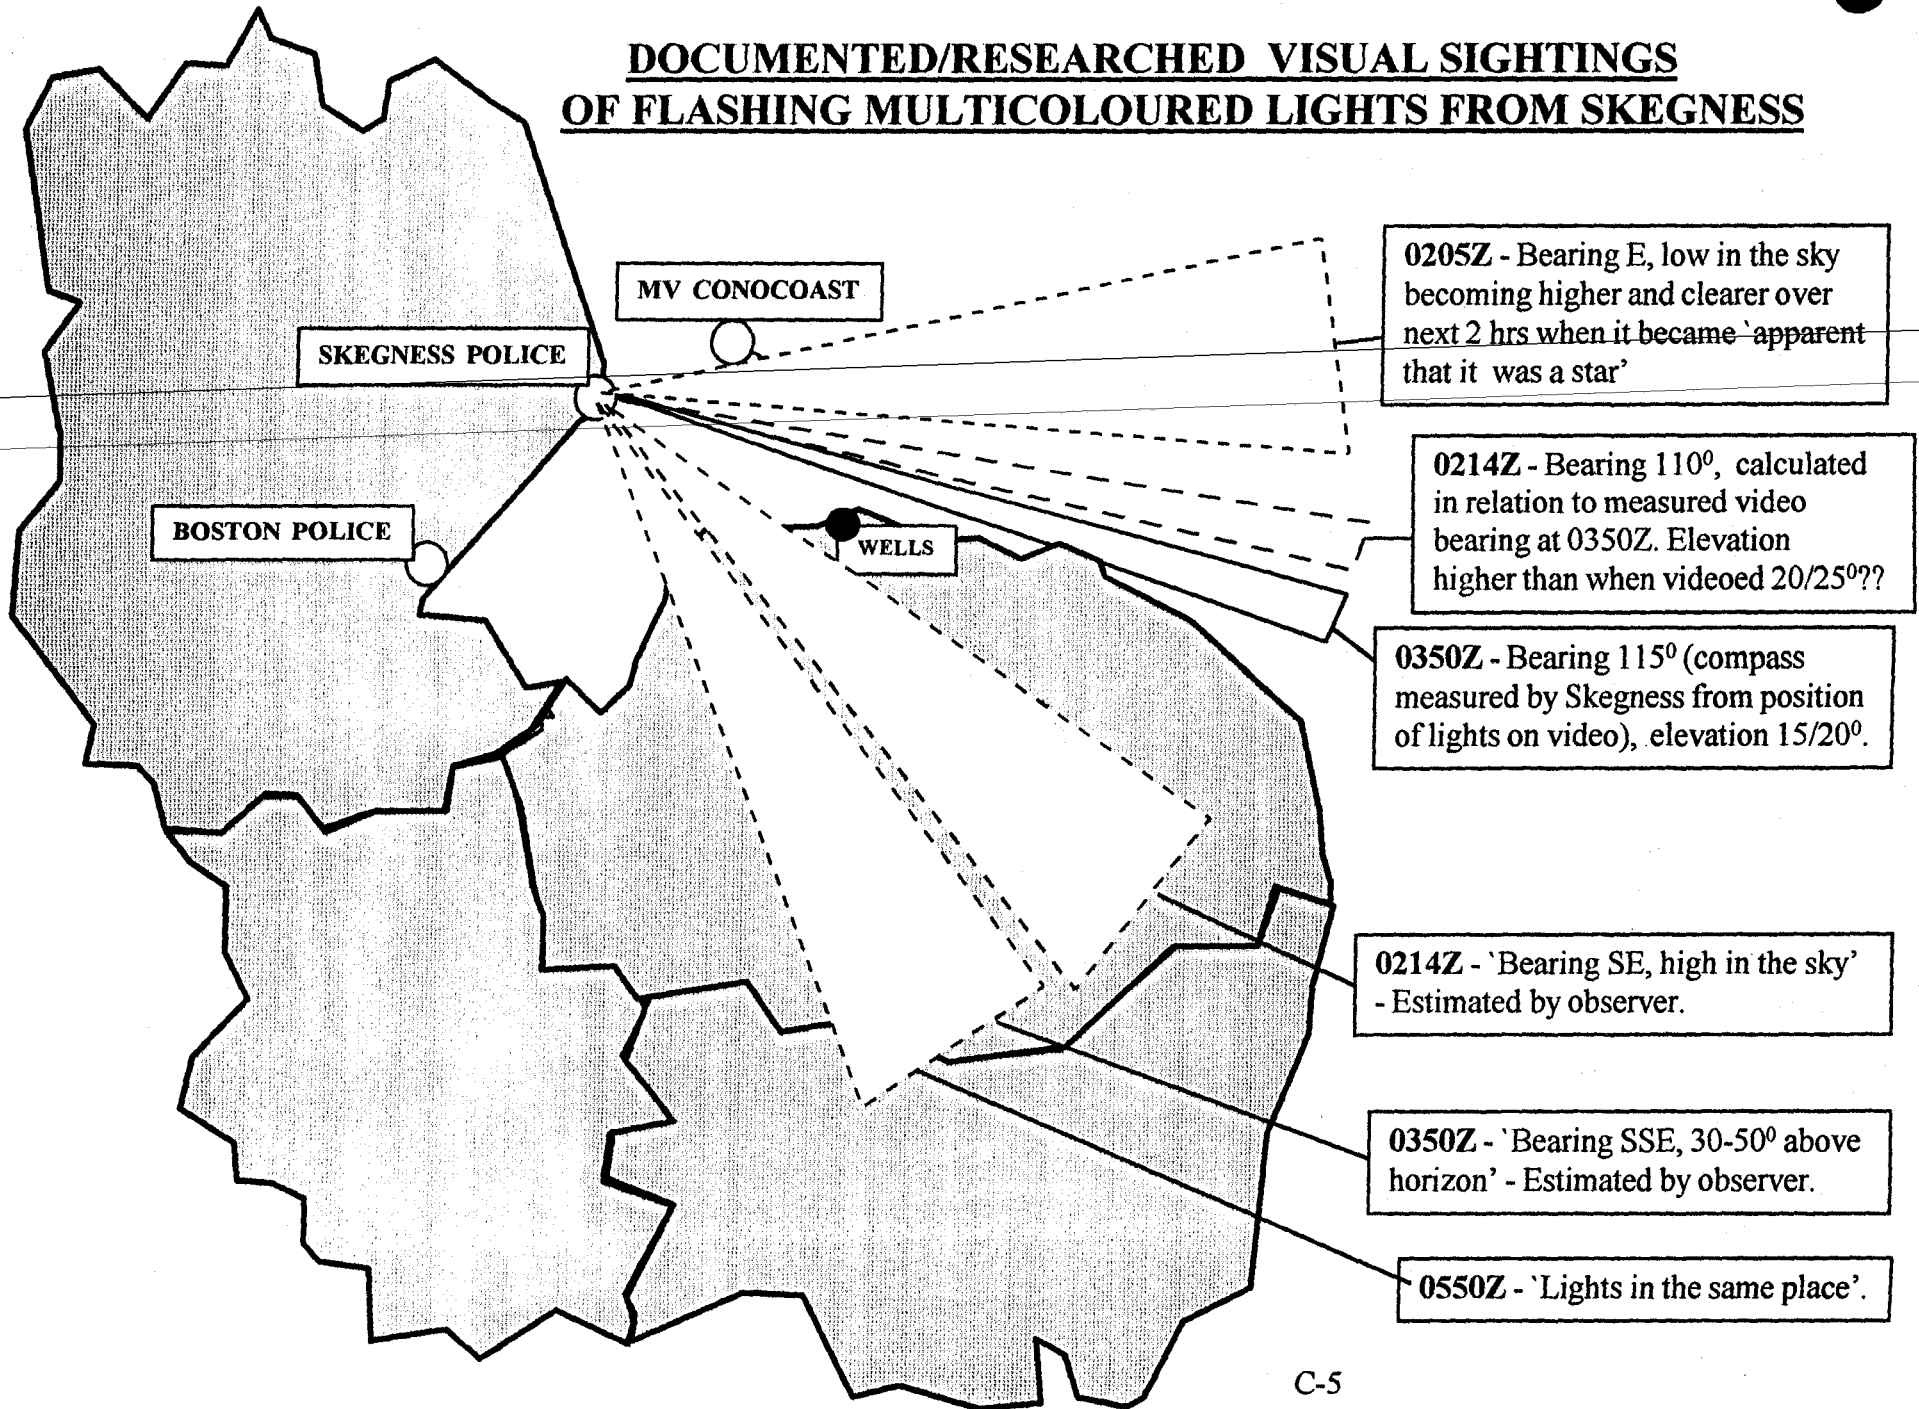 DOCUMENTED/RESEARCHED VISUAL SIGHTINGS
OF FLASHING MULTICOLOURED LIGHTS FROM SKEGNESS
MV CONOCOAST
SKEGNESS POLICE
BOSTON POLICE
WELLS
0205Z - Bearing E, low in the sky
becoming higher and clearer over
next 2 hrs when it became `apparent
that it was a star'
0214Z - Bearing 110⁰, calculated
in relation to measured video
bearing at 0350Z. Elevation
higher than when videoed 20/25⁰??
0350Z - Bearing 115⁰ (compass
measured by Skegness from position
of lights on video), elevation 15/20⁰.
0214Z - `Bearing SE, high in the sky'
- Estimated by observer.
0350Z - `Bearing SSE, 30-50⁰ above
horizon' - Estimated by observer.
0550Z - `Lights in the same place'.
C-5